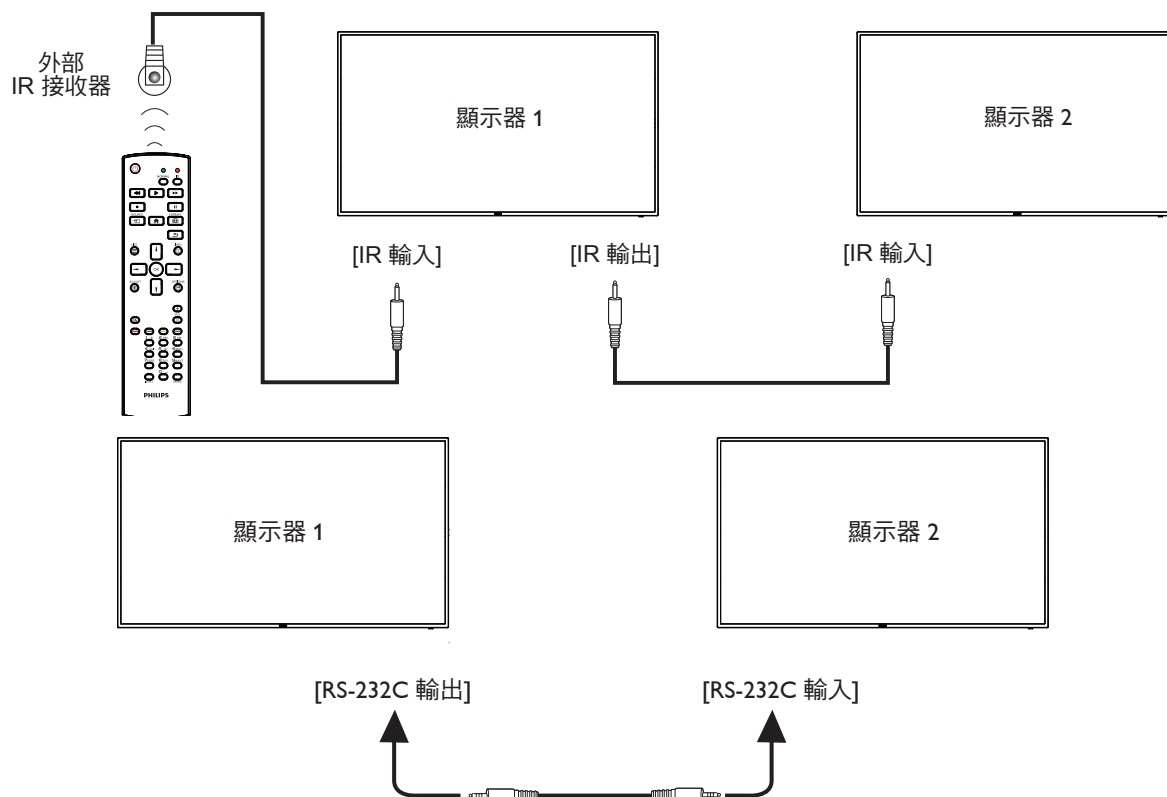 外部
IR 接收器
顯示器 1
顯示器 2
[IR 輸入]
[IR 輸出]
[IR 輸入]
PHILIPS
顯示器 1
顯示器 2
[RS-232C 輸出]
[RS-232C 輸入]